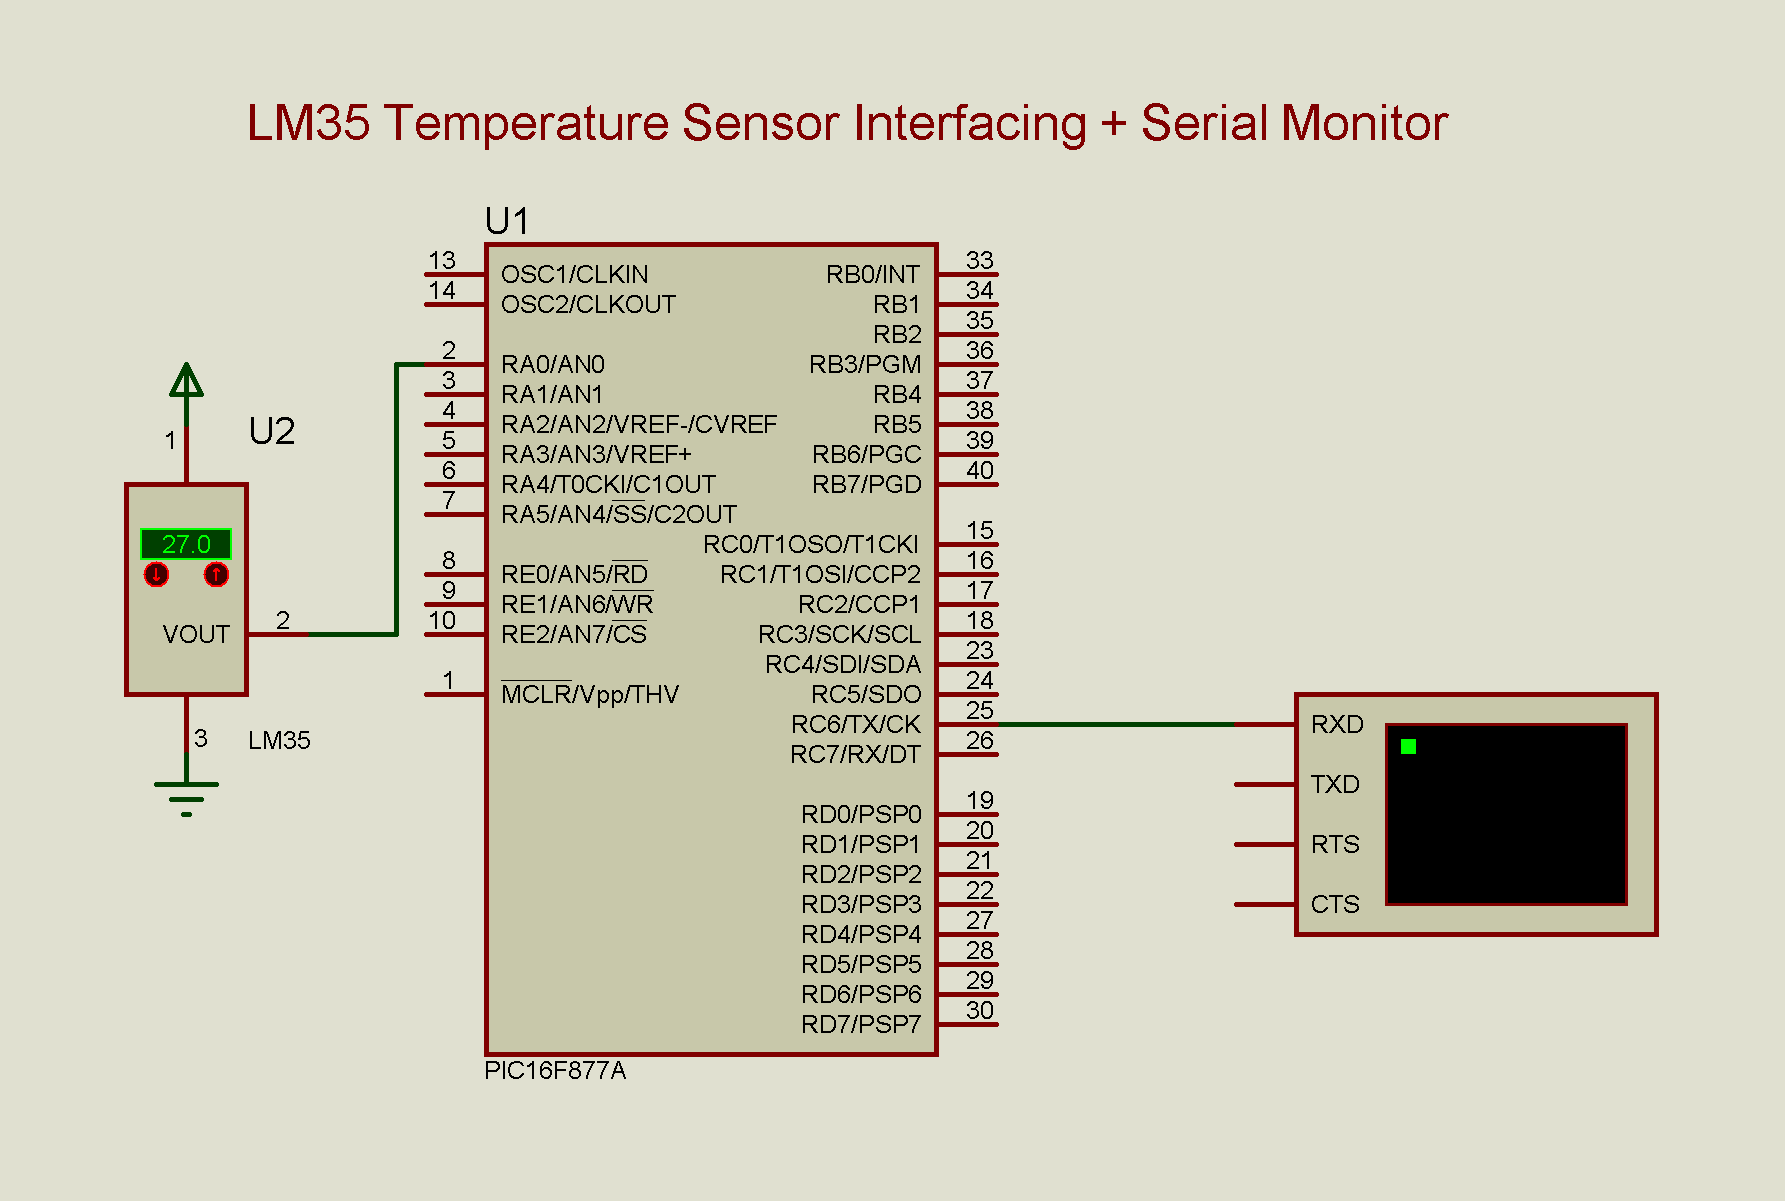 LM35 Temperature Sensor Interfacing + Serial Monitor
U1
13 OSC1/CLKIN
14 OSC2/CLKOUT
2 RA0/AN0
3 RA1/AN1
4 RA2/AN2/VREF-/CVREF
5 RA3/AN3/VREF+
6 RA4/T0CKI/C1OUT
7 RA5/AN4/SS/C2OUT
8 RE0/AN5/RD
9 RE1/AN6/WR
10 RE2/AN7/CS
1 MCLR/Vpp/THV
RB0/INT 33
RB1 34
RB2 35
RB3/PGM 36
RB4 37
RB5 38
RB6/PGC 39
RB7/PGD 40
RC0/T1OSO/T1CKI 15
RC1/T1OSI/CCP2 16
RC2/CCP1 17
RC3/SCK/SCL 18
RC4/SDI/SDA 23
RC5/SDO 24
RC6/TX/CK 25
RC7/RX/DT 26
RD0/PSP0 19
RD1/PSP1 20
RD2/PSP2 21
RD3/PSP3 22
RD4/PSP4 27
RD5/PSP5 28
RD6/PSP6 29
RD7/PSP7 30
PIC16F877A
U2
1
27.0
VOUT 2
3
LM35
RXD
TXD
RTS
CTS